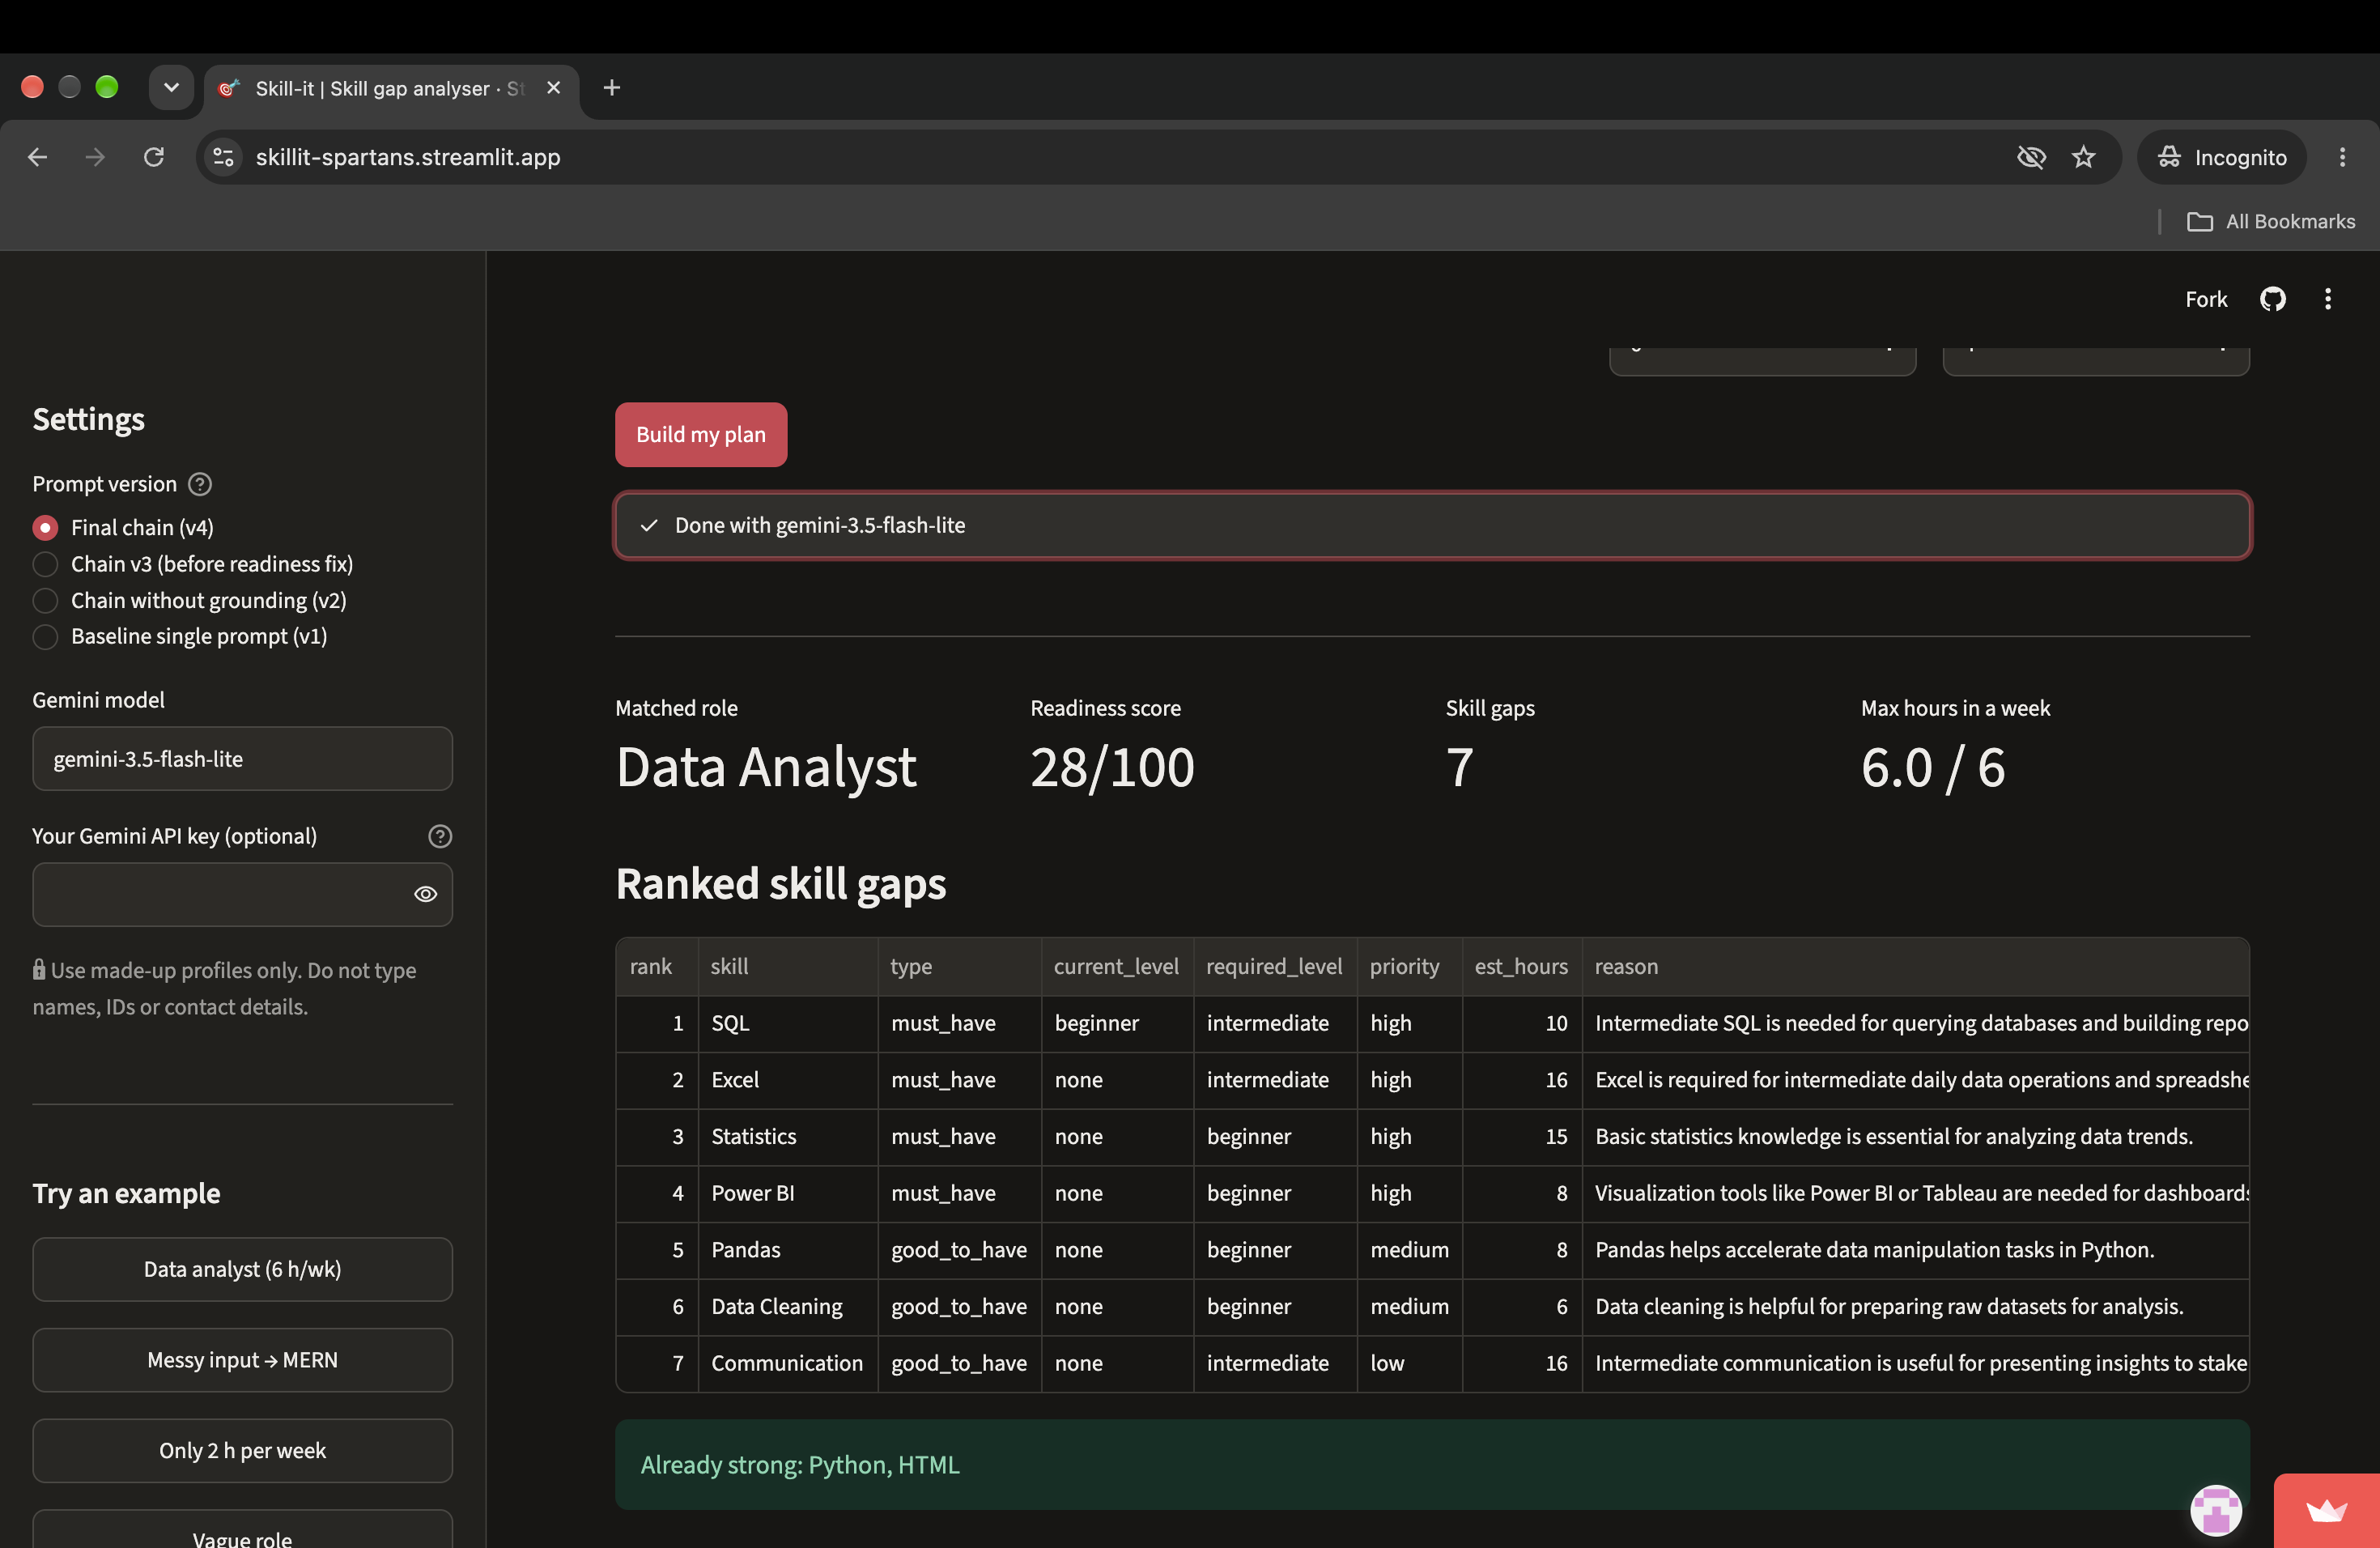 Skill-it | Skill gap analyser · St
skillit-spartans.streamlit.app
Incognito
All Bookmarks
Fork
Settings
Prompt version
Final chain (v4)
Chain v3 (before readiness fix)
Chain without grounding (v2)
Baseline single prompt (v1)
Gemini model
gemini-3.5-flash-lite
Your Gemini API key (optional)
Use made-up profiles only. Do not type
names, IDs or contact details.
Try an example
Data analyst (6 h/wk)
Messy input → MERN
Only 2 h per week
Vague role
Build my plan
Done with gemini-3.5-flash-lite
Matched role Readiness score Skill gaps Max hours in a week
Data Analyst 28/100 7 6.0 / 6
Ranked skill gaps
rank skill type current_level required_level priority est_hours reason
1 SQL must_have beginner intermediate high 10 Intermediate SQL is needed for querying databases and building repo
2 Excel must_have none intermediate high 16 Excel is required for intermediate daily data operations and spreadshe
3 Statistics must_have none beginner high 15 Basic statistics knowledge is essential for analyzing data trends.
4 Power BI must_have none beginner high 8 Visualization tools like Power BI or Tableau are needed for dashboards
5 Pandas good_to_have none beginner medium 8 Pandas helps accelerate data manipulation tasks in Python.
6 Data Cleaning good_to_have none beginner medium 6 Data cleaning is helpful for preparing raw datasets for analysis.
7 Communication good_to_have none intermediate low 16 Intermediate communication is useful for presenting insights to stake
Already strong: Python, HTML